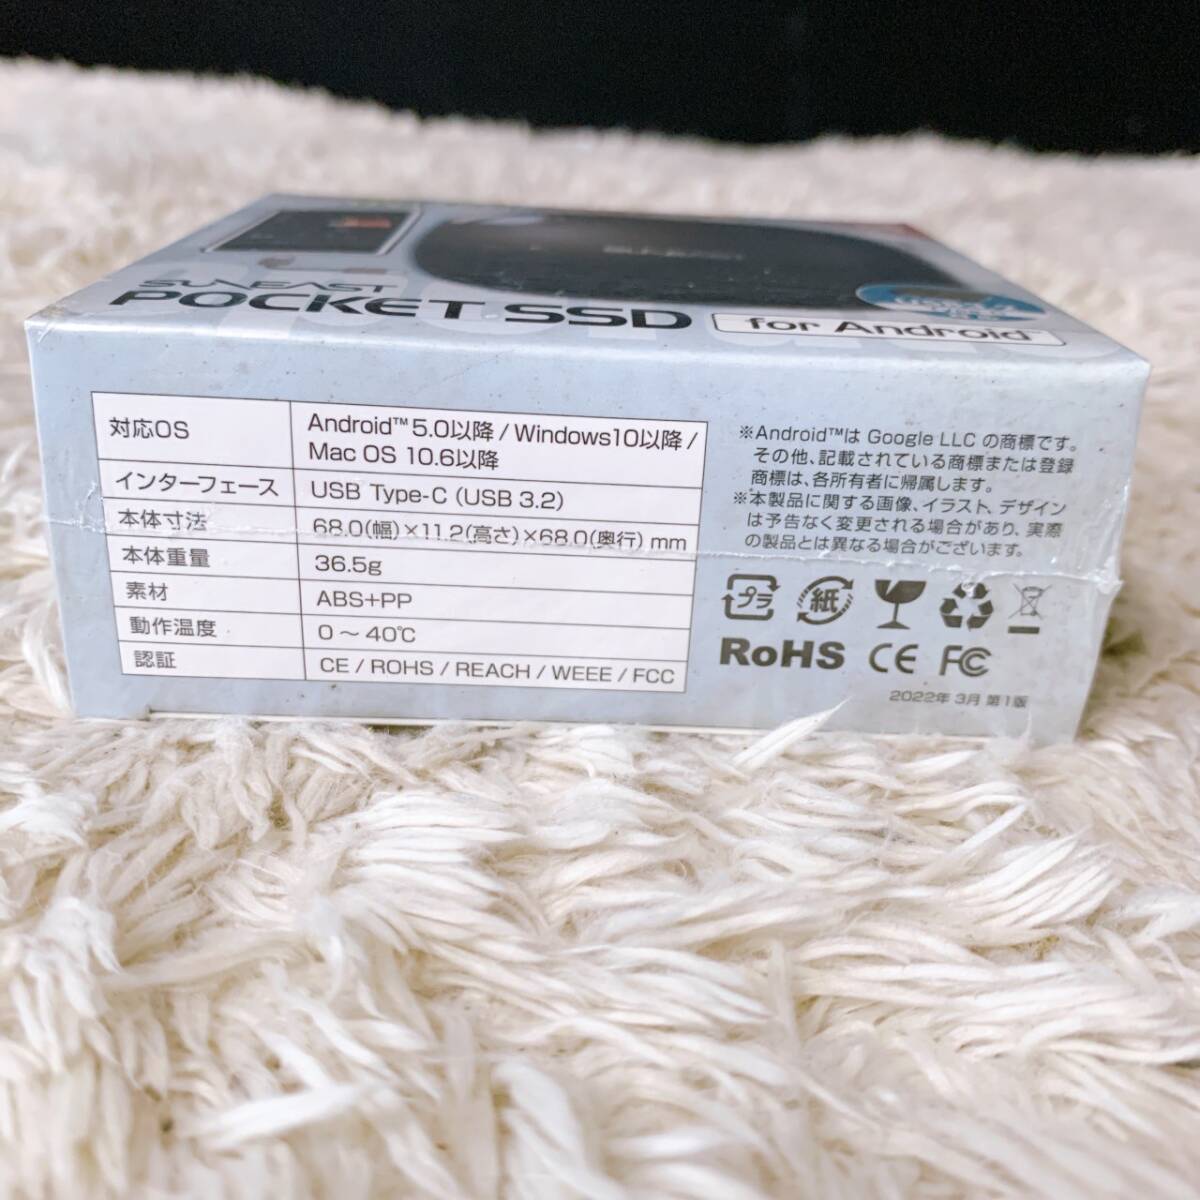 SUNEAST
SUNEAST
POCKET SSD
for Android™
対応OS
Android™ 5.0以降 / Windows10以降 /
Mac OS 10.6以降
インターフェース
USB Type-C (USB 3.2)
本体寸法
68.0(幅)×11.2(高さ)×68.0(奥行) mm
本体重量
36.5g
素材
ABS+PP
動作温度
0 ～ 40℃
認証
CE / ROHS / REACH / WEEE / FCC
※Android™は Google LLC の商標です。
その他、記載されている商標または登録
商標は、各所有者に帰属します。
※本製品に関する画像、イラスト、デザイン
は予告なく変更される場合があり、実際
の製品とは異なる場合がございます。
プラ
紙
RoHS CE FC
2022年 3月 第1版